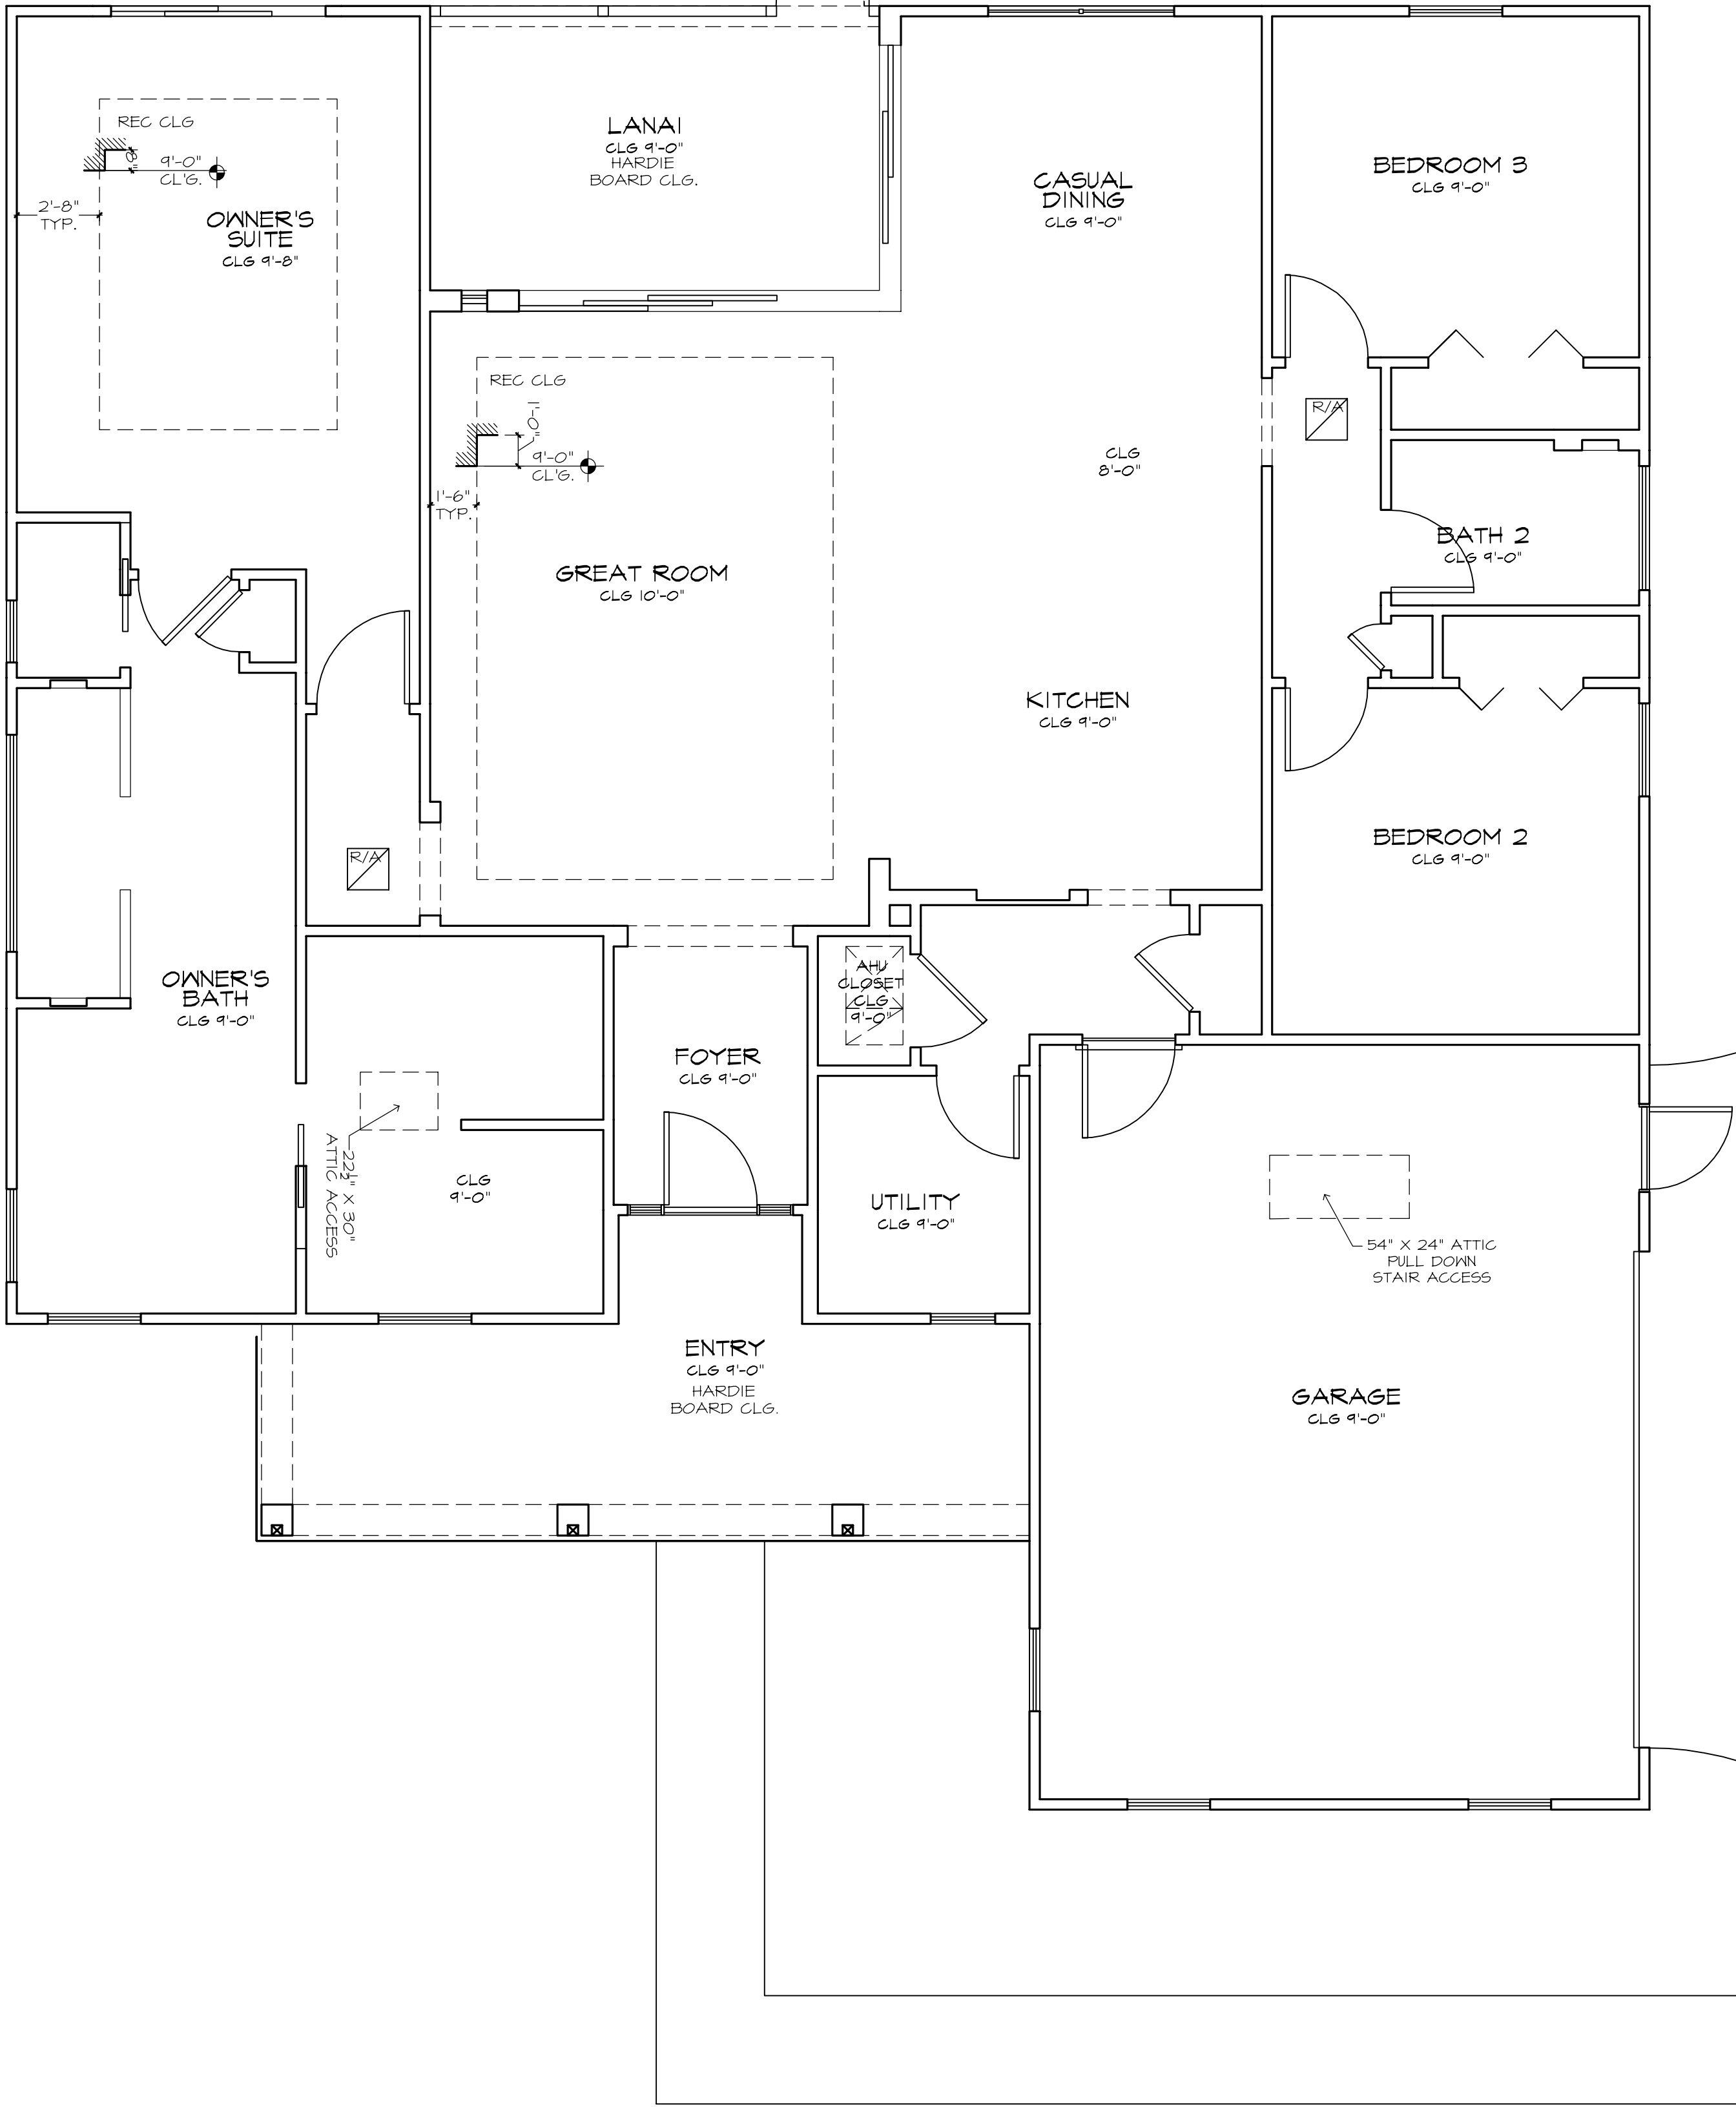 REC CLG
8"
9'-0"
CL'G.
2'-8"
TYP.
OWNER'S
SUITE
CLG 9'-8"
LANAI
CLG 9'-0"
HARDIE
BOARD CLG.
CASUAL
DINING
CLG 9'-0"
BEDROOM 3
CLG 9'-0"
REC CLG
1'-0"
9'-0"
CL'G.
1'-6"
TYP.
R/A
CLG
8'-0"
BATH 2
CLG 9'-0"
GREAT ROOM
CLG 10'-0"
KITCHEN
CLG 9'-0"
BEDROOM 2
CLG 9'-0"
R/A
OWNER'S
BATH
CLG 9'-0"
AHU
CLOSET
CLG
9'-0"
FOYER
CLG 9'-0"
22½" X 30"
ATTIC ACCESS
CLG
9'-0"
UTILITY
CLG 9'-0"
54" X 24" ATTIC
PULL DOWN
STAIR ACCESS
ENTRY
CLG 9'-0"
HARDIE
BOARD CLG.
GARAGE
CLG 9'-0"